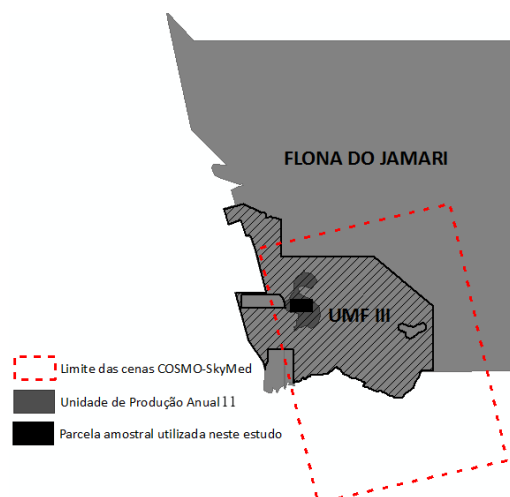 FLONA DO JAMARI
UMF III
Limite das cenas COSMO-SkyMed
Unidade de Produção Anual 11
Parcela amostral utilizada neste estudo